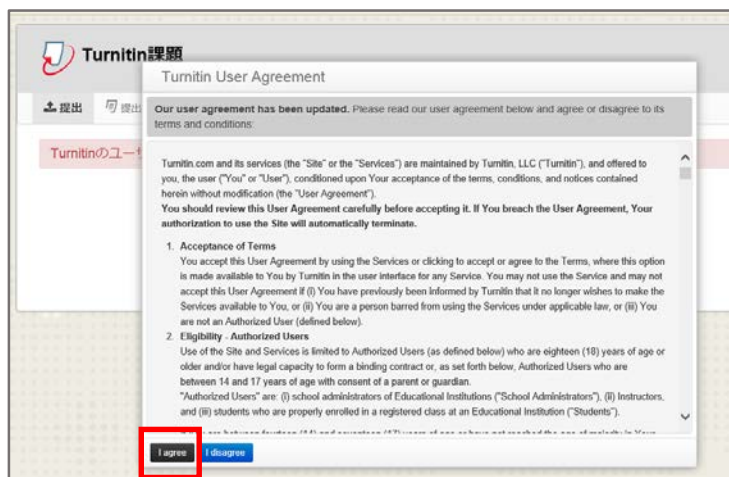 Turnitin課題
Turnitin User Agreement
提出
提出
Our user agreement has been updated. Please read our user agreement below and agree or disagree to its
terms and conditions:
Turnitinのユーザ
Turnitin.com and its services (the "Site" or the "Services") are maintained by Turnitin, LLC ("Turnitin"), and offered to
you, the user ("You" or "User"), conditioned upon Your acceptance of the terms, conditions, and notices contained
herein without modification (the "User Agreement").
You should review this User Agreement carefully before accepting it. If You breach the User Agreement, Your
authorization to use the Site will automatically terminate.
1. Acceptance of Terms
You accept this User Agreement by using the Services or clicking to accept or agree to the Terms, where this option
is made available to You by Turnitin in the user interface for any Service. You may not use the Service and may not
accept this User Agreement if (I) You have previously been informed by Turnitin that it no longer wishes to make the
Services available to You, or (ii) You are a person barred from using the Services under applicable law, or (iii) You
are not an Authorized User (defined below).
2. Eligibility - Authorized Users
Use of the Site and Services is limited to Authorized Users (as defined below) who are eighteen (18) years of age or
older and/or have legal capacity to form a binding contract or, as set forth below, Authorized Users who are
between 14 and 17 years of age with consent of a parent or guardian.
"Authorized Users" are: (i) school administrators of Educational Institutions ("School Administrators"), (ii) Instructors,
and (iii) students who are properly enrolled in a registered class at an Educational Institution ("Students").
I agree
I disagree